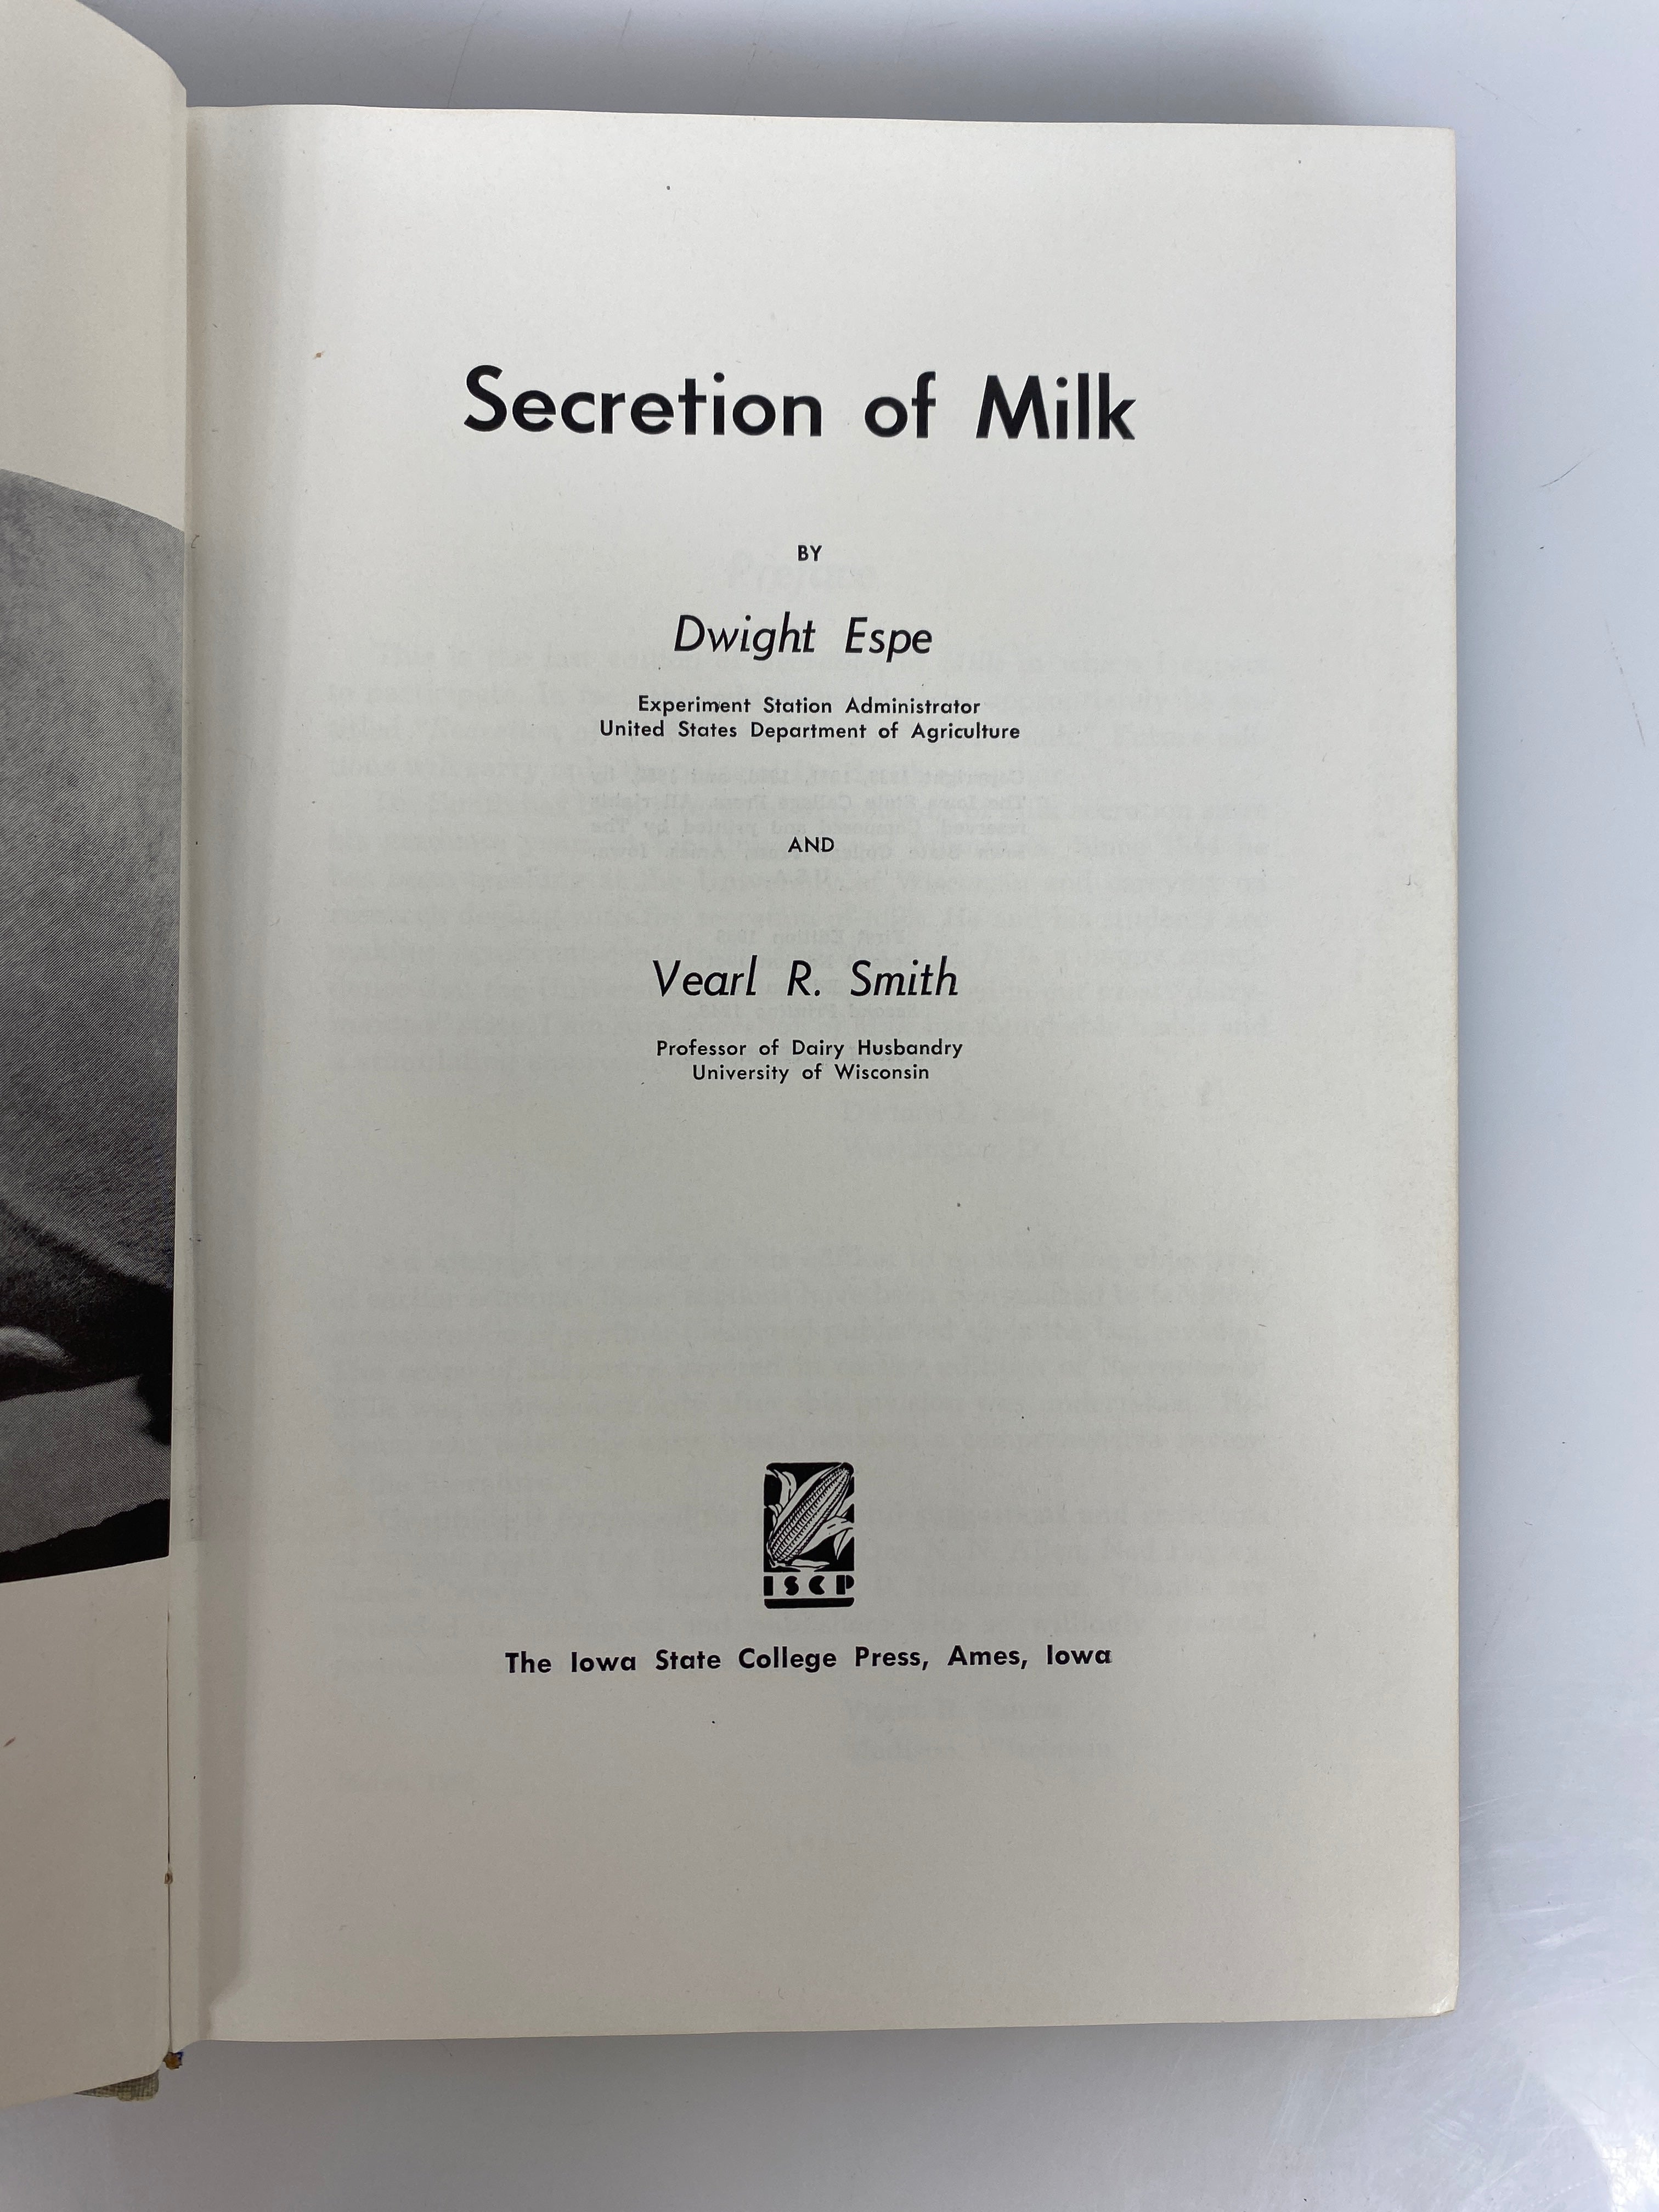 Secretion of Milk
BY
Dwight Espe
Experiment Station Administrator
United States Department of Agriculture
AND
Vearl R. Smith
Professor of Dairy Husbandry
University of Wisconsin
ISCP
The Iowa State College Press, Ames, Iowa